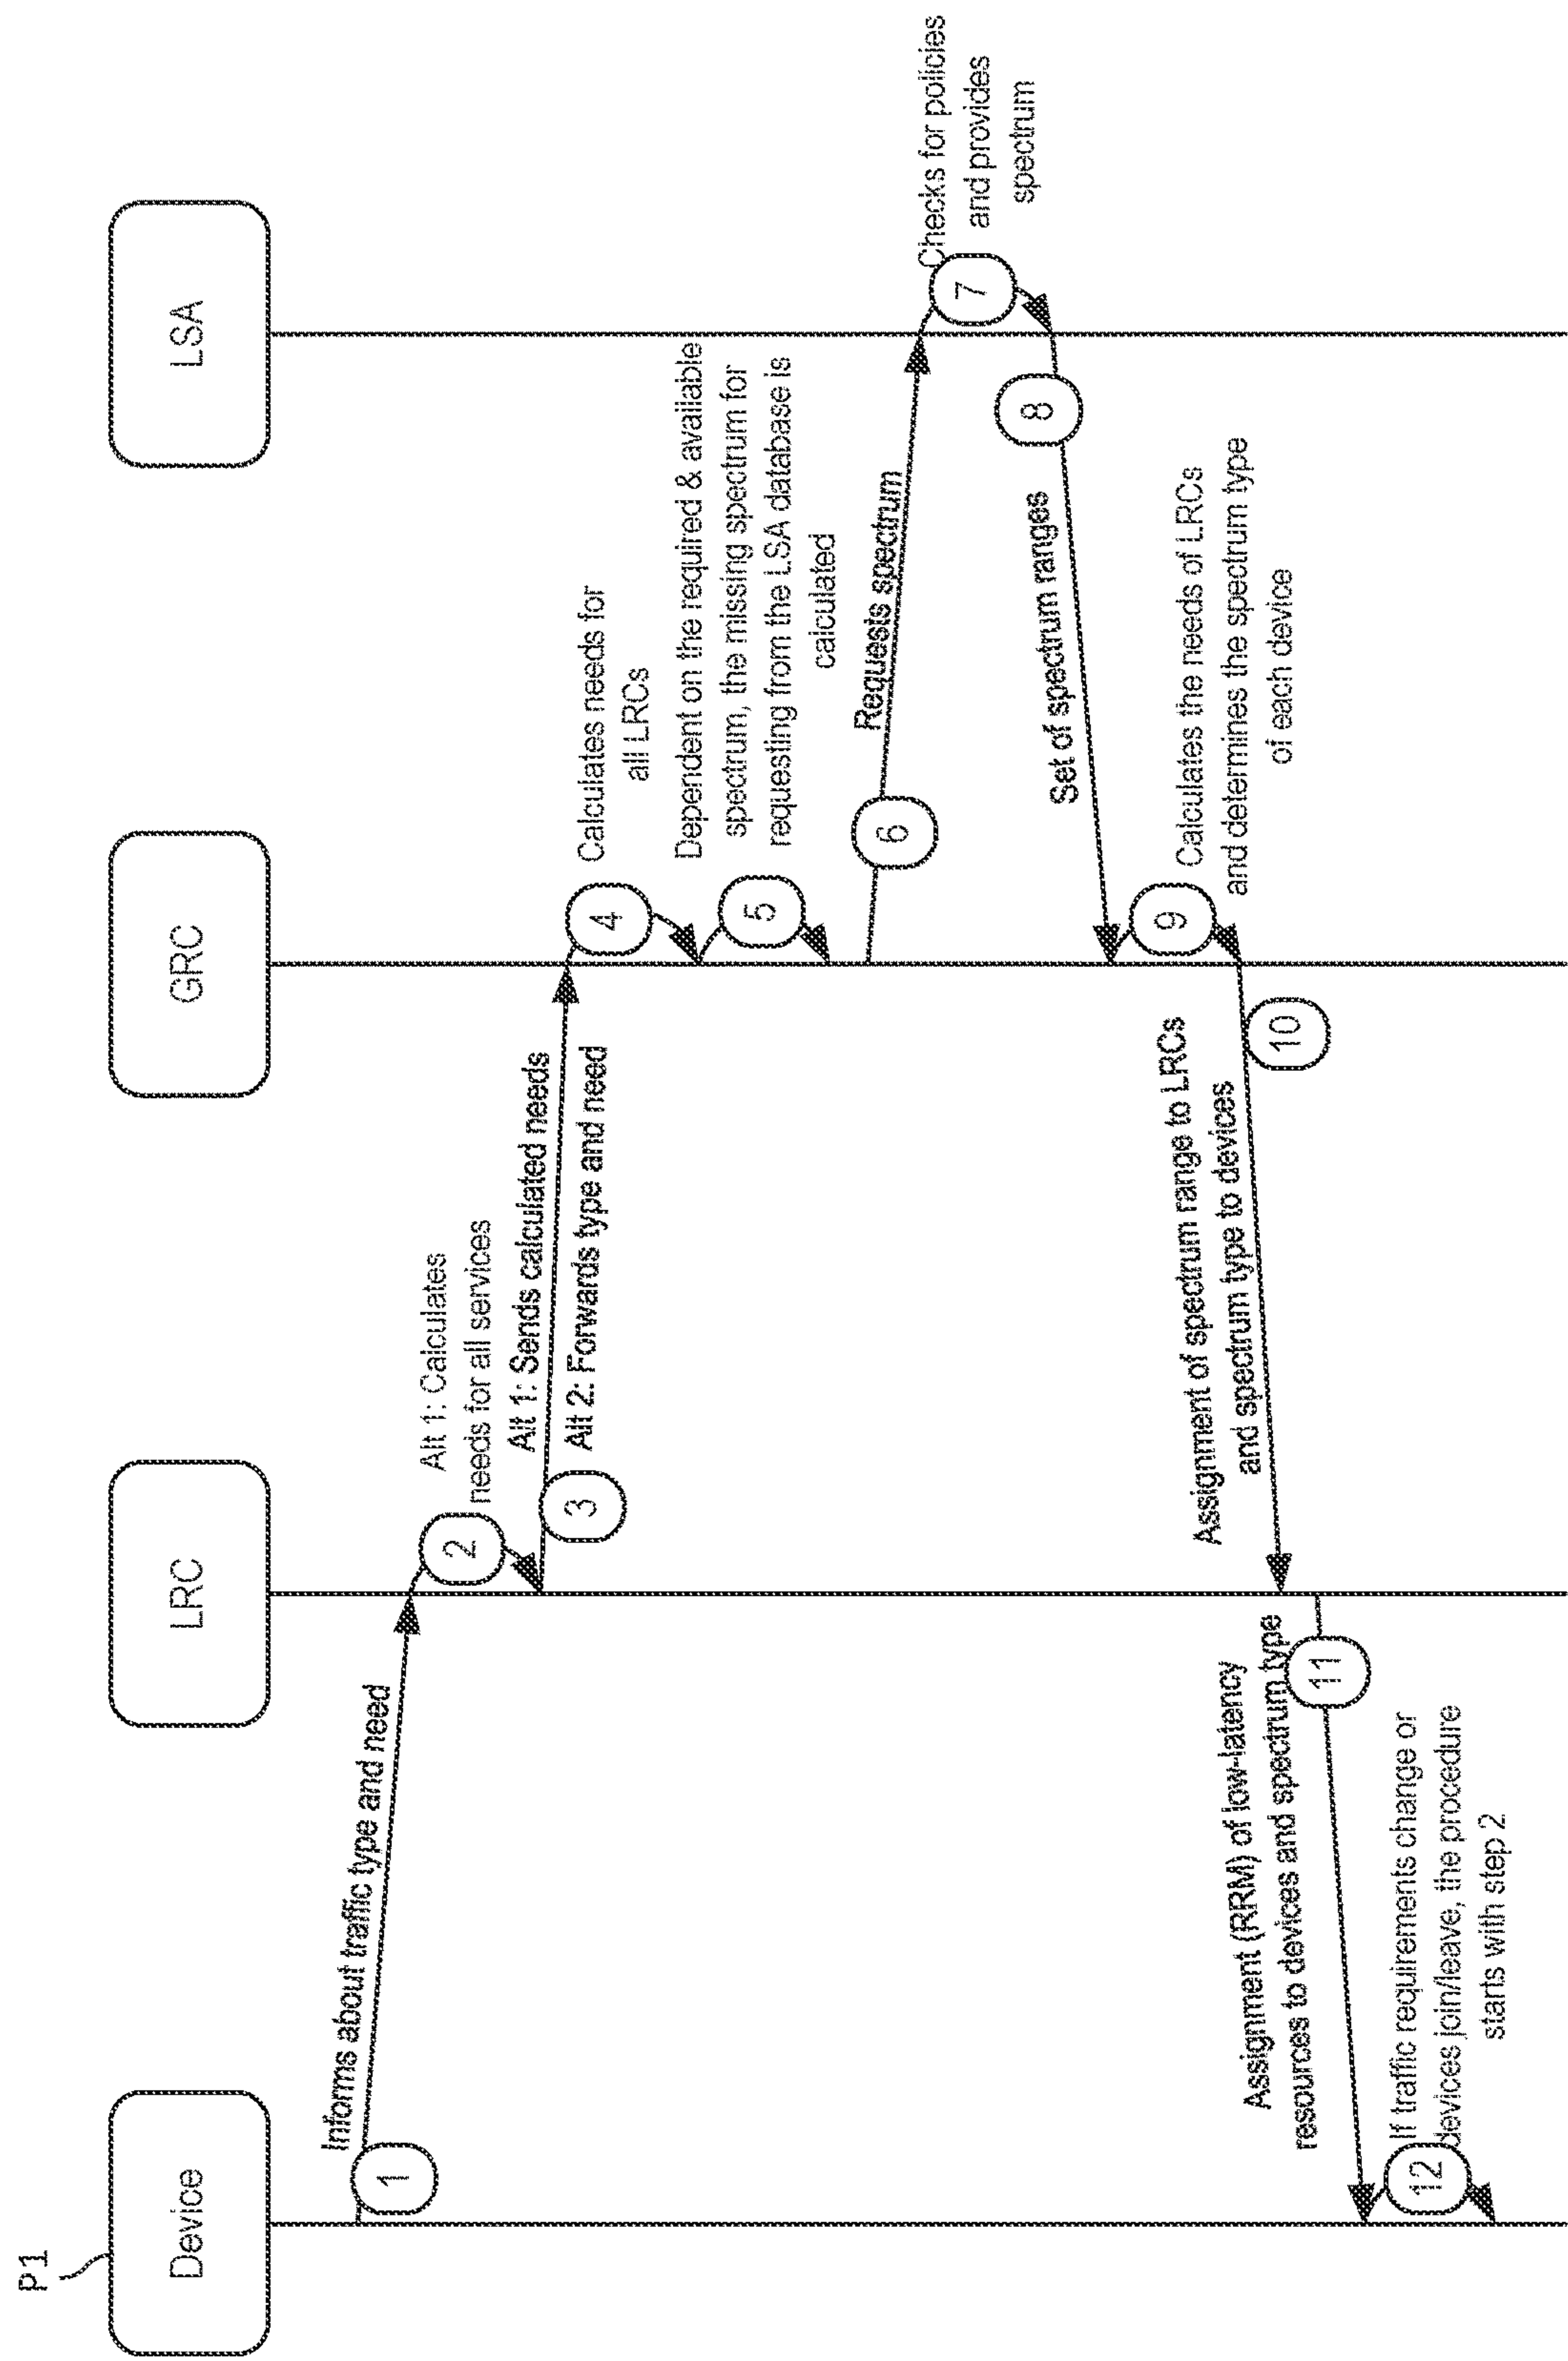 P1
Device
LRC
GRC
LSA
Informs about traffic type and need
1
2
Alt 1: Calculates
needs for all services
Alt 1: Sends calculated needs
Alt 2: Forwards type and need
3
4
Calculates needs for
all LRCs
5
Dependent on the required & available
spectrum, the missing spectrum for
requesting from the LSA database is
calculated
Requests spectrum
6
7
Checks for policies
and provides
spectrum
8
Set of spectrum ranges
9
Calculates the needs of LRCs
and determines the spectrum type
of each device
Assignment of spectrum range to LRCs
and spectrum type to devices
10
Assignment (RRM) of low-latency
resources to devices and spectrum type
11
12
If traffic requirements change or
devices join/leave, the procedure
starts with step 2